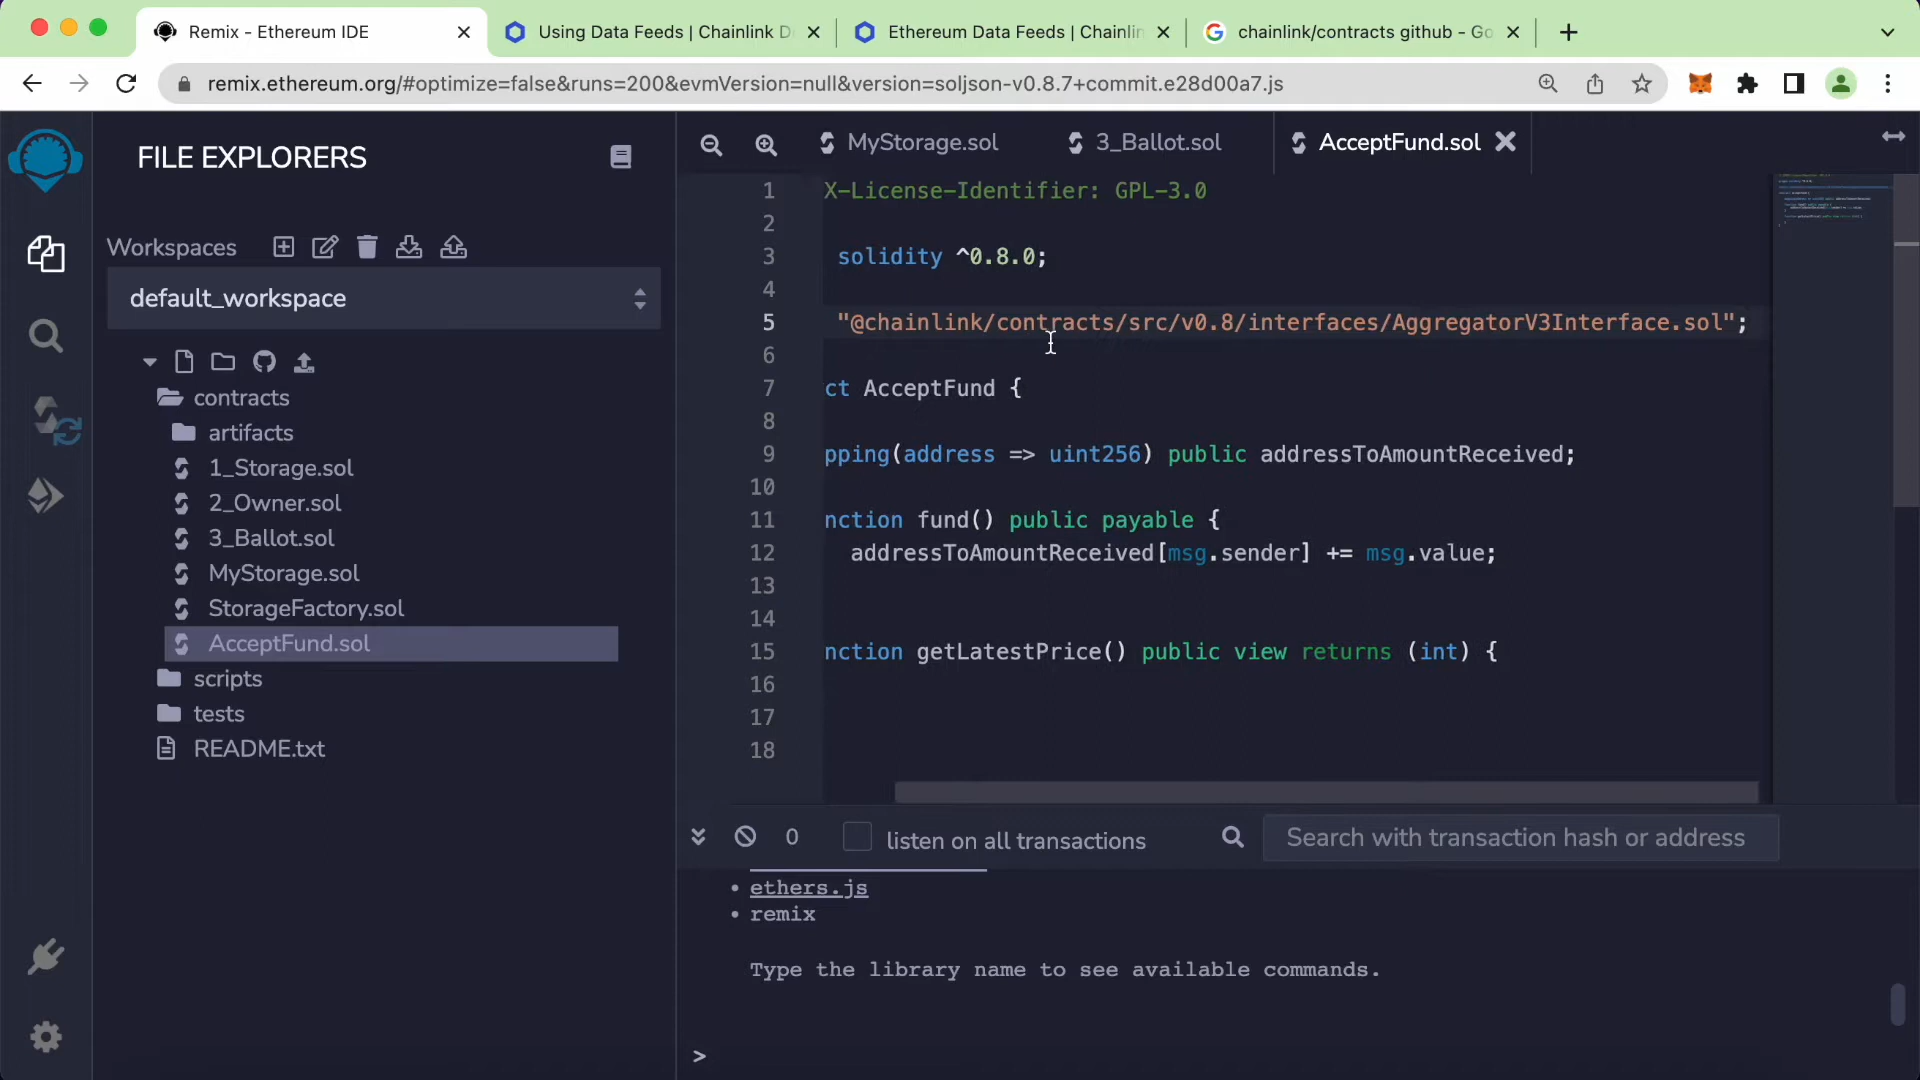 Remix - Ethereum IDE
Using Data Feeds | Chainlink D
Ethereum Data Feeds | Chainlin
chainlink/contracts github - Go
remix.ethereum.org/#optimize=false&runs=200&evmVersion=null&version=soljson-v0.8.7+commit.e28d00a7.js
FILE EXPLORERS
Workspaces
default_workspace
contracts
artifacts
1_Storage.sol
2_Owner.sol
3_Ballot.sol
MyStorage.sol
StorageFactory.sol
AcceptFund.sol
scripts
tests
README.txt
MyStorage.sol
3_Ballot.sol
AcceptFund.sol
1 X-License-Identifier: GPL-3.0
2
3 solidity ^0.8.0;
4
5 "@chainlink/contracts/src/v0.8/interfaces/AggregatorV3Interface.sol";
6
7 ct AcceptFund {
8
9 pping(address => uint256) public addressToAmountReceived;
10
11 nction fund() public payable {
12 addressToAmountReceived[msg.sender] += msg.value;
13
14
15 nction getLatestPrice() public view returns (int) {
16
17
18
0
listen on all transactions
Search with transaction hash or address
• ethers.js
• remix
Type the library name to see available commands.
>